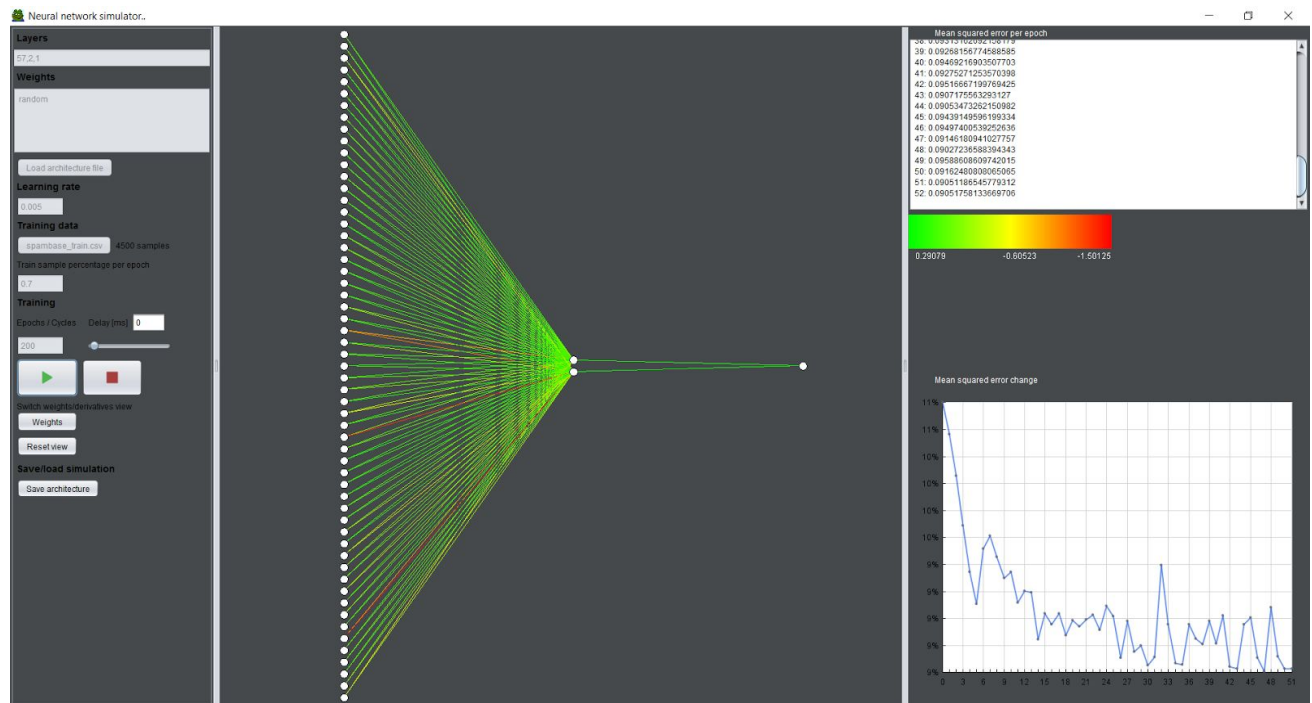 Neural network simulator..
Layers
57,2,1
Weights
random
Load architecture file
Learning rate
0.005
Training data
spambase_train.csv 4500 samples
Train sample percentage per epoch
0.7
Training
Epochs / Cycles Delay [ms] 0
200
Switch weights/derivatives view
Weights
Reset view
Save/load simulation
Save architecture
Mean squared error per epoch
38: 0.09313162692158179
39: 0.09268156774588585
40: 0.09469216903507703
41: 0.09275271253570398
42: 0.09516667199769425
43: 0.0907175563293127
44: 0.09053473262150982
45: 0.09439149596199334
46: 0.09497400539252636
47: 0.09146180941027757
48: 0.09027236588394343
49: 0.09588608609742015
50: 0.09162480808065065
51: 0.09051186545779312
52: 0.09051758133669706
0.29079 -0.60523 -1.50125
Mean squared error change
11%
11%
10%
10%
10%
10%
9%
9%
9%
9%
9%
0 3 6 9 12 15 18 21 24 27 30 33 36 39 42 45 48 51